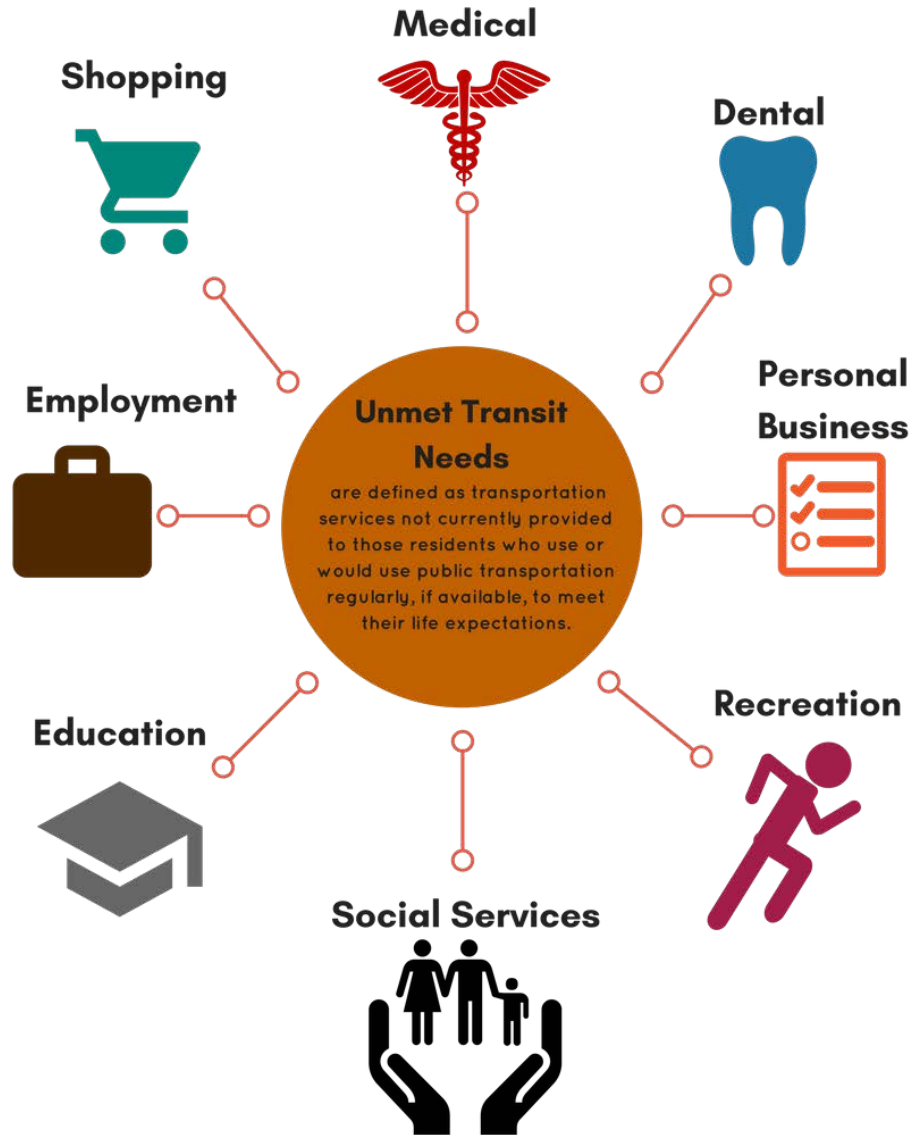 Medical
Shopping
Dental
Employment
Personal
Business
Unmet Transit
Needs
are defined as transportation
services not currently provided
to those residents who use or
would use public transportation
regularly, if available, to meet
their life expectations.
Education
Recreation
Social Services